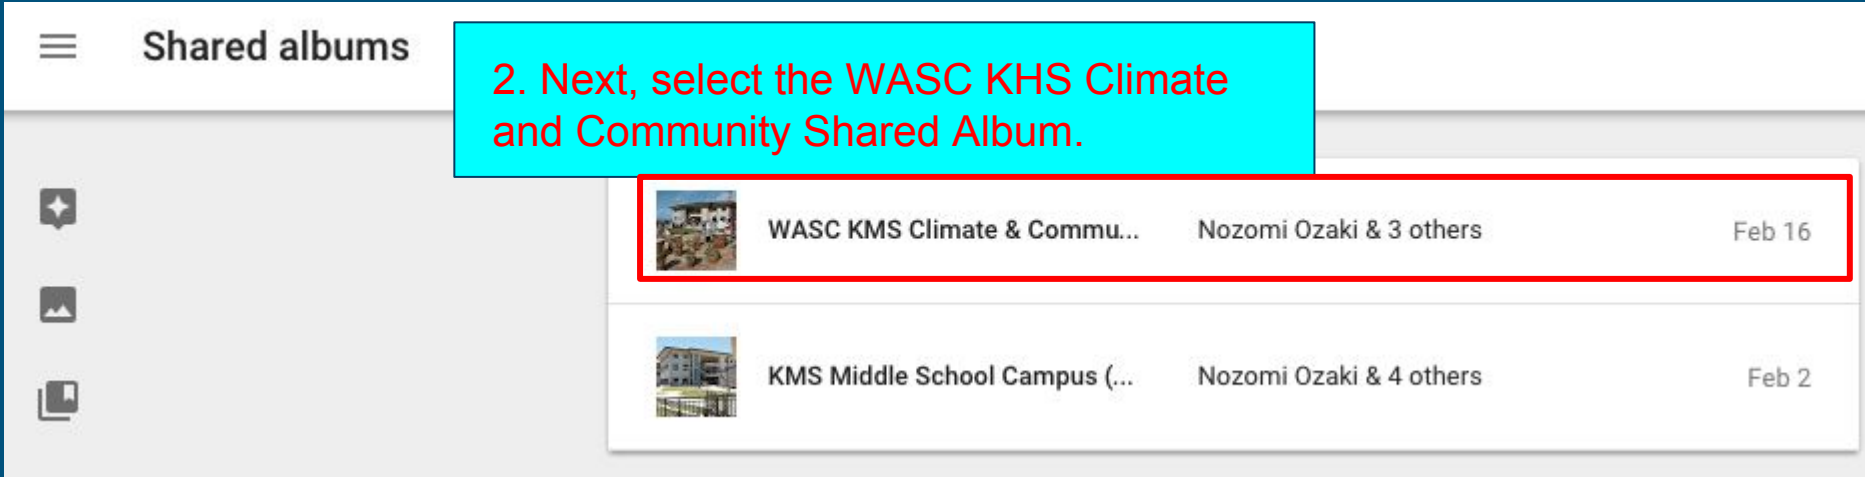 Shared albums
2. Next, select the WASC KHS Climate
and Community Shared Album.
WASC KMS Climate & Commu... Nozomi Ozaki & 3 others Feb 16
KMS Middle School Campus (... Nozomi Ozaki & 4 others Feb 2